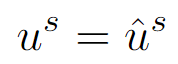 $u^s = \hat{u}^s$